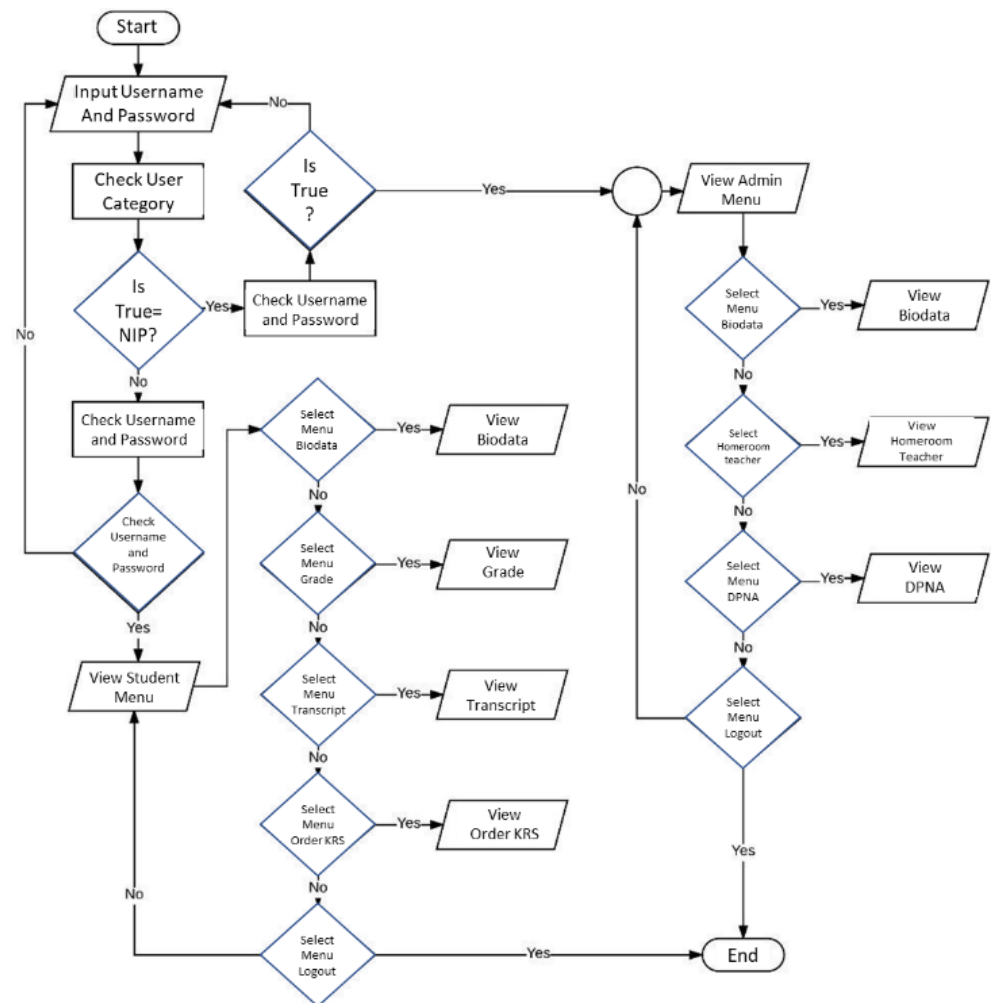 Start
Input Username
And Password
No
Is
True
?
Yes
View Admin
Menu
Check User
Category
Is
True=
NIP?
Yes
Check Username
and Password
Select
Menu
Biodata
Yes
View
Biodata
No
No
No
Check Username
and Password
Select
Menu
Biodata
Yes
View
Biodata
Select
Homeroom
teacher
Yes
View
Homeroom
Teacher
No
No
No
Check
Username
and
Password
Select
Menu
Grade
Yes
View
Grade
Select
Menu
DPNA
Yes
View
DPNA
Yes
No
No
View Student
Menu
Select
Menu
Transcript
Yes
View
Transcript
Select
Menu
Logout
No
Select
Menu
Order KRS
Yes
View
Order KRS
Yes
No
No
Select
Menu
Logout
Yes
End